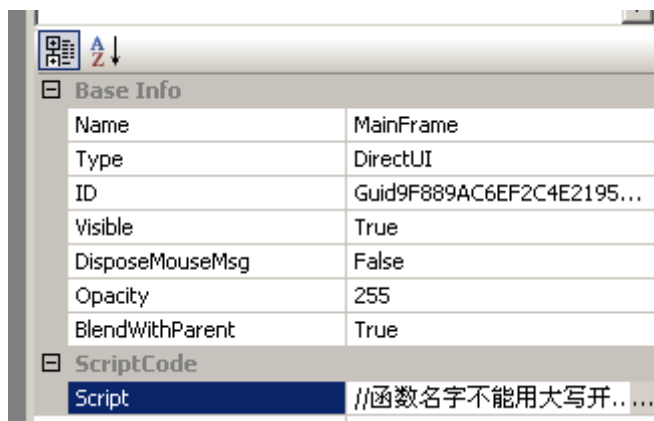 Base Info
Name MainFrame
Type DirectUI
ID Guid9F889AC6EF2C4E2195...
Visible True
DisposeMouseMsg False
Opacity 255
BlendWithParent True
ScriptCode
Script //函数名字不能用大写开.. ...